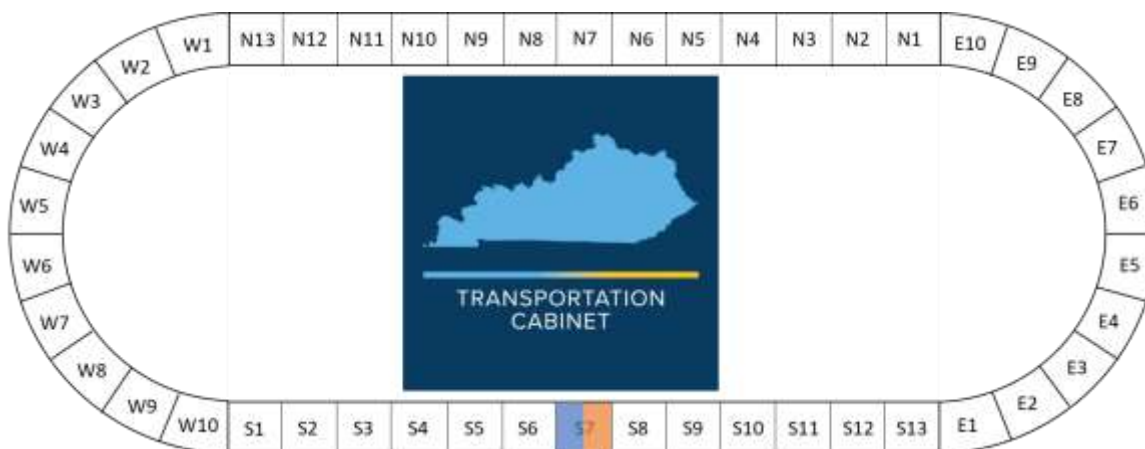 W1 N13 N12 N11 N10 N9 N8 N7 N6 N5 N4 N3 N2 N1 E10
W2 E9
W3 E8
W4 E7
W5 E6
W6 E5
TRANSPORTATION
CABINET
W7 E4
W8 E3
W9 E2
W10 S1 S2 S3 S4 S5 S6 S7 S8 S9 S10 S11 S12 S13 E1